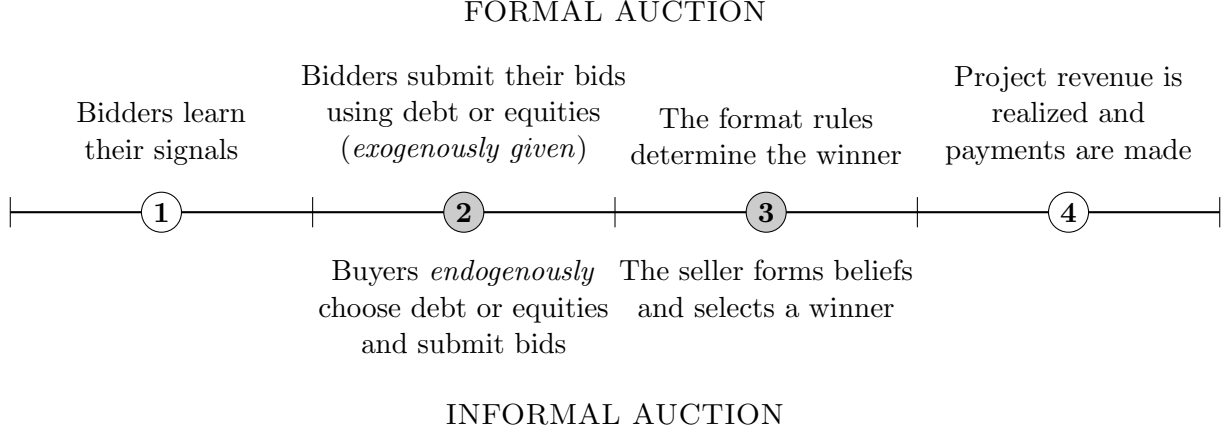 FORMAL AUCTION
Bidders learn
their signals
Bidders submit their bids
using debt or equities
(exogenously given)
The format rules
determine the winner
Project revenue is
realized and
payments are made
1
2
3
4
Buyers endogenously
choose debt or equities
and submit bids
The seller forms beliefs
and selects a winner
INFORMAL AUCTION